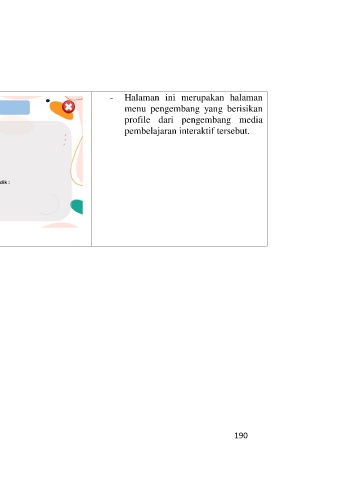 - Halaman ini merupakan halaman
menu pengembang yang berisikan
profile dari pengembang media
pembelajaran interaktif tersebut.
dik :
190